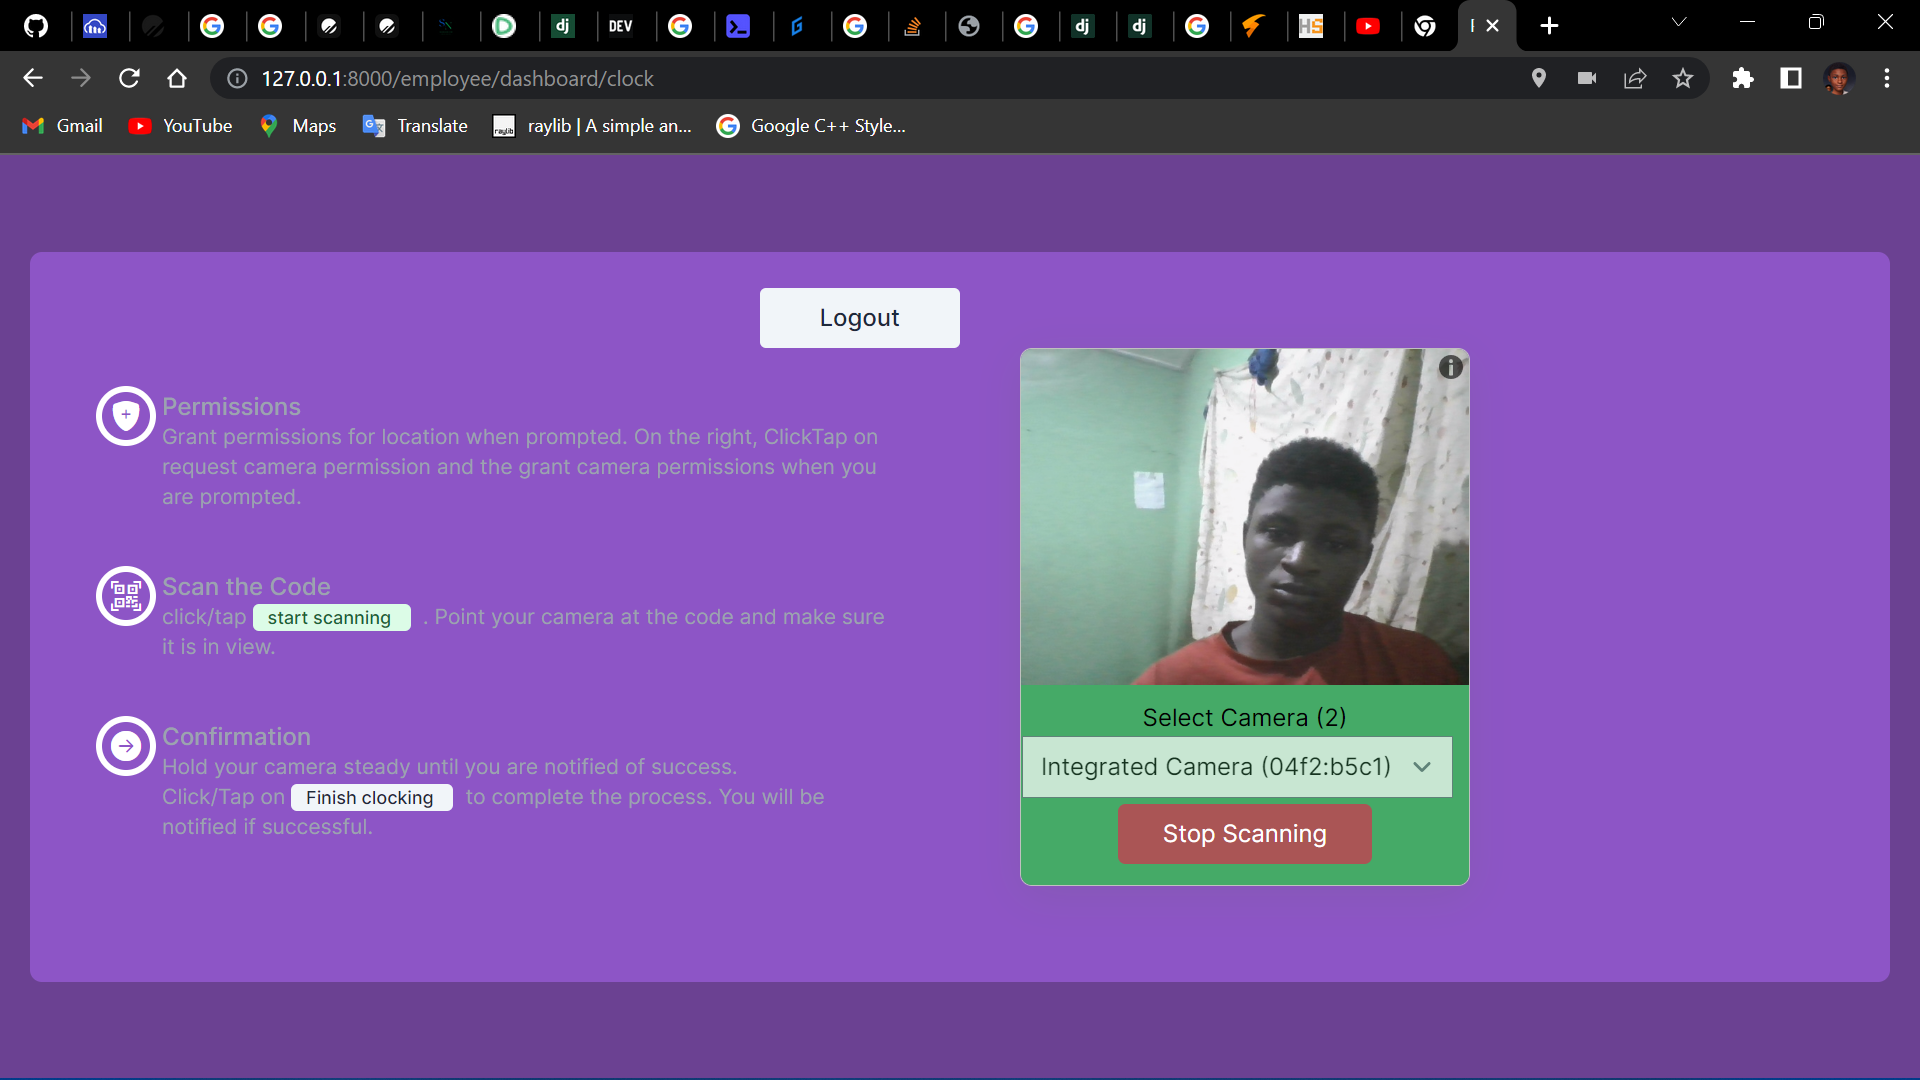 dj
DEV
dj
dj
HS
127.0.0.1:8000/employee/dashboard/clock
Gmail
YouTube
Maps
Translate
raylib
raylib | A simple an...
Google C++ Style...
Logout
Permissions
Grant permissions for location when prompted. On the right, ClickTap on
request camera permission and the grant camera permissions when you
are prompted.
Scan the Code
click/tap start scanning . Point your camera at the code and make sure
it is in view.
Confirmation
Hold your camera steady until you are notified of success.
Click/Tap on Finish clocking to complete the process. You will be
notified if successful.
Select Camera (2)
Integrated Camera (04f2:b5c1)
Stop Scanning